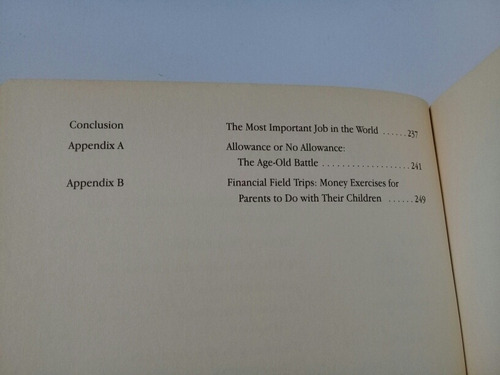 Conclusion The Most Important Job in the World ......237
Appendix A Allowance or No Allowance:
The Age-Old Battle ..................241
Appendix B Financial Field Trips: Money Exercises for
Parents to Do with Their Children ......249